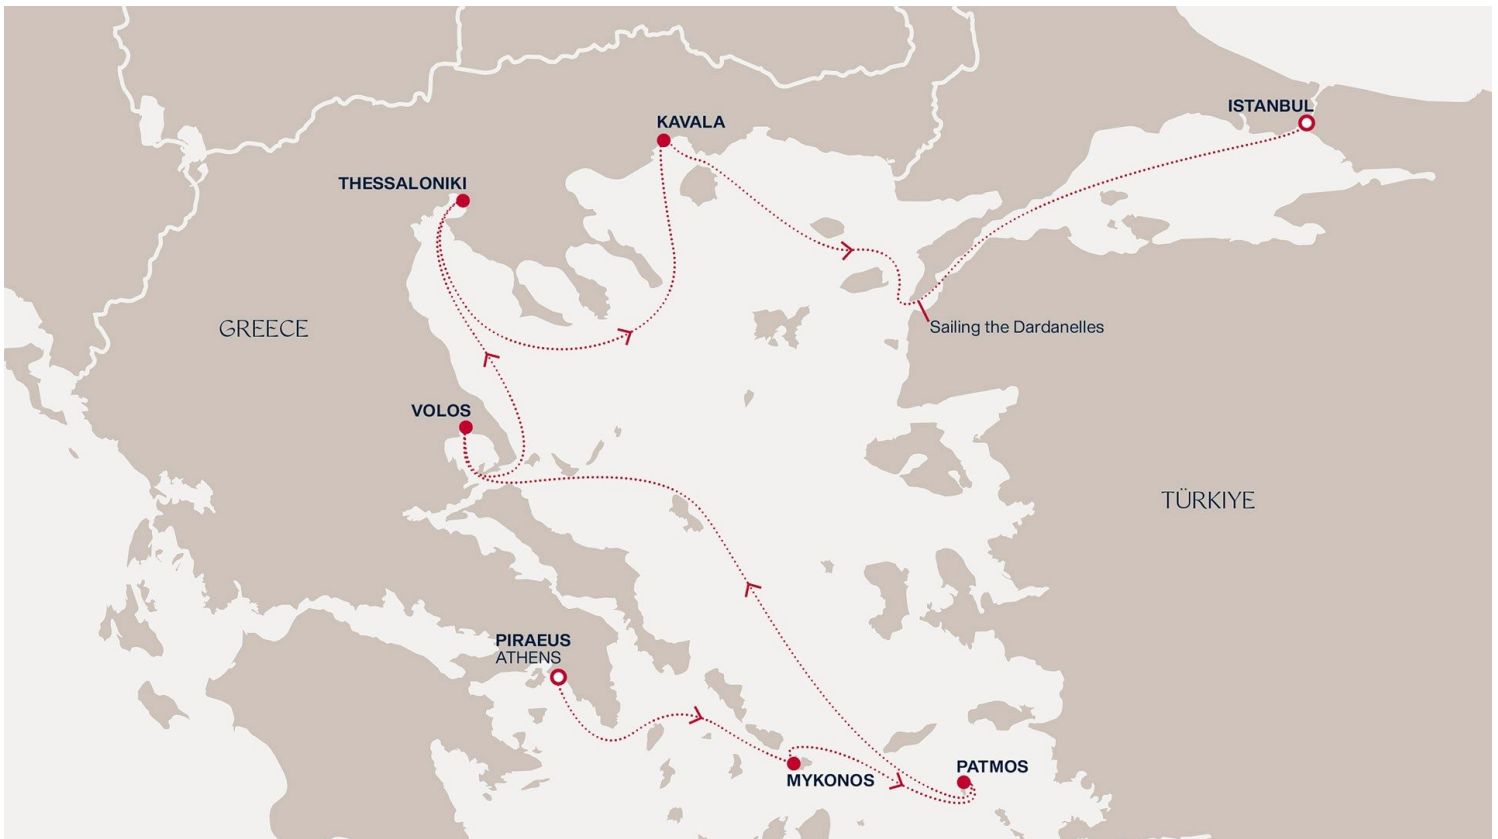 ISTANBUL
KAVALA
THESSALONIKI
GREECE
Sailing the Dardanelles
VOLOS
TÜRKIYE
PIRAEUS
ATHENS
PATMOS
MYKONOS